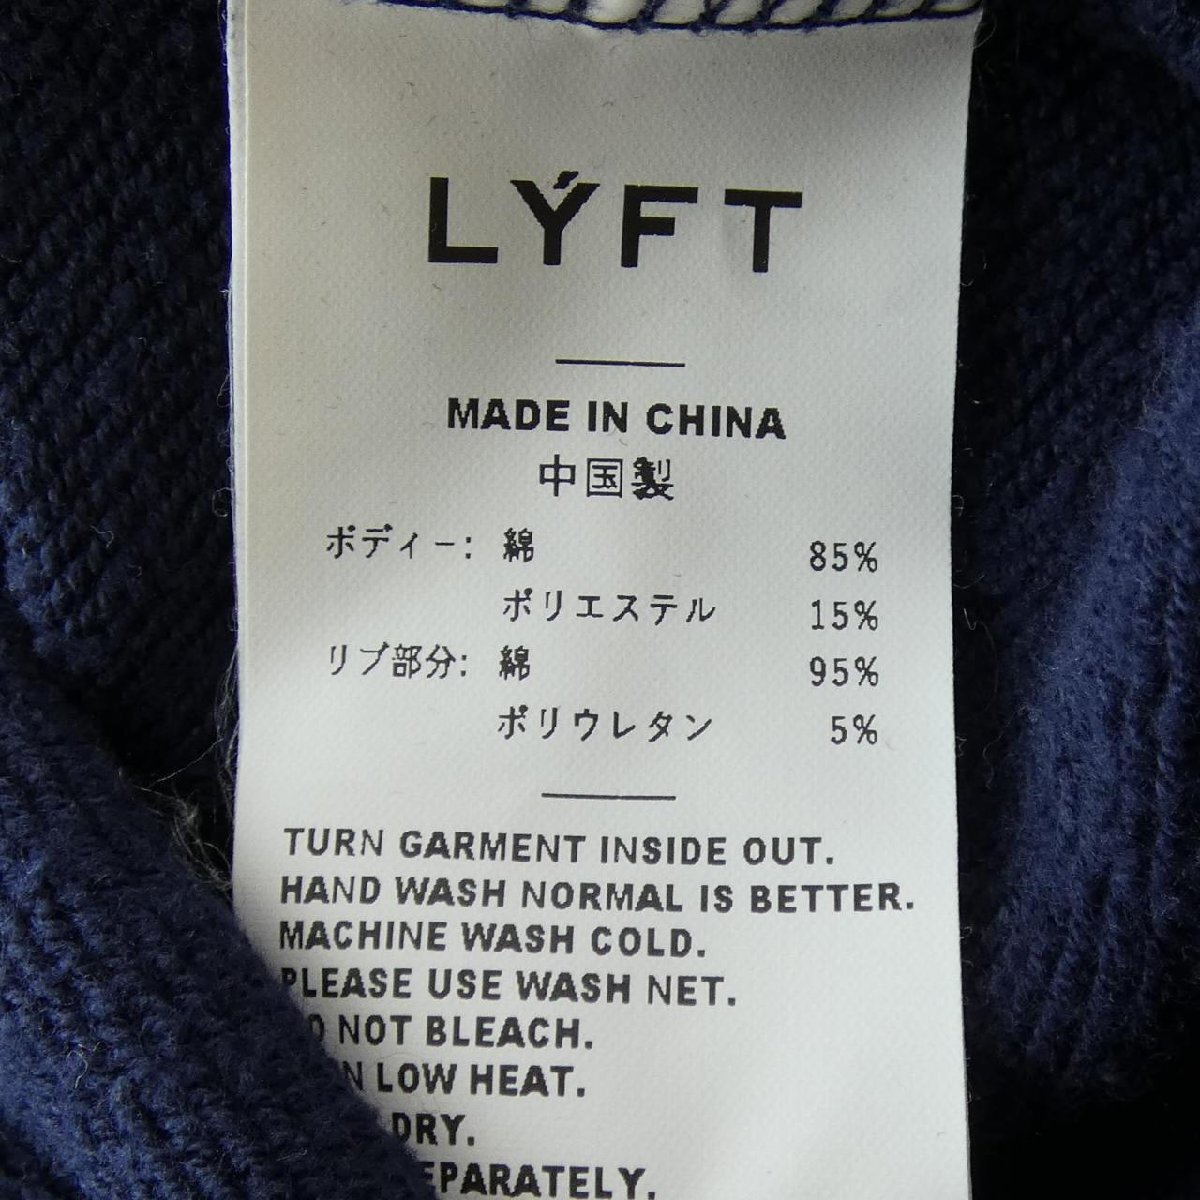 LÝFT
MADE IN CHINA
中国製
ボディー: 綿 85%
ポリエステル 15%
リブ部分: 綿 95%
ポリウレタン 5%
TURN GARMENT INSIDE OUT.
HAND WASH NORMAL IS BETTER.
MACHINE WASH COLD.
PLEASE USE WASH NET.
DO NOT BLEACH.
LOW HEAT.
DRY.